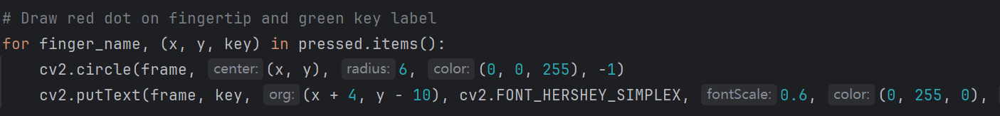 # Draw red dot on fingertip and green key label
for finger_name, (x, y, key) in pressed.items():
    cv2.circle(frame, center: (x, y), radius: 6, color: (0, 0, 255), -1)
    cv2.putText(frame, key, org: (x + 4, y - 10), cv2.FONT_HERSHEY_SIMPLEX, fontScale: 0.6, color: (0, 255, 0),